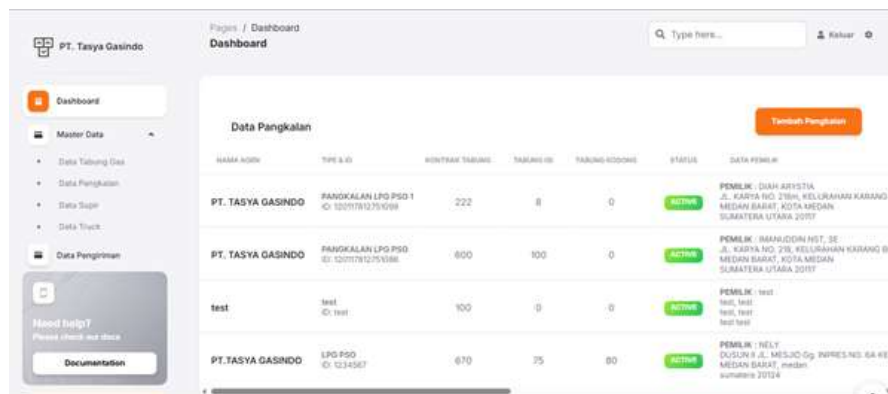 PT. Tasya Gasindo
Pages / Dashboard
Dashboard
Type here...
Keluar
Dashboard
Master Data
Data Tabung Gas
Data Pangkalan
Data Supir
Data Truck
Data Pengiriman
Need help?
Please check our docs
Documentation
Data Pangkalan
Tambah Pangkalan
NAMA AGEN TYPE & ID KONTRAK TABUNG TABUNG ISI TABUNG KOSONG STATUS DATA PEMILIK
PT. TASYA GASINDO PANGKALAN LPG PSO 1 222 8 0 ACTIVE PEMILIK : DIAH ARYSTIA
JL. KARYA NO. KELURAHAN KARANG
MEDAN BARAT, KOTA MEDAN
SUMATERA UTARA 20117
PT. TASYA GASINDO PANGKALAN LPG PSO 600 100 0 ACTIVE PEMILIK : IMANUDDIN NST, SE
JL. KARYA NO. 218, KELURAHAN KARANG B
MEDAN BARAT, KOTA MEDAN
SUMATERA UTARA 20117
test test ID: test 100 0 0 ACTIVE PEMILIK : test
test, test
test, test
test test
PT.TASYA GASINDO LPG PSO ID: 1234567 670 75 80 ACTIVE PEMILIK : NELY
DUSUN II JL. MESJID Gg. INPRES NO. 6A KE
MEDAN BARAT, medan
sumatera 20124